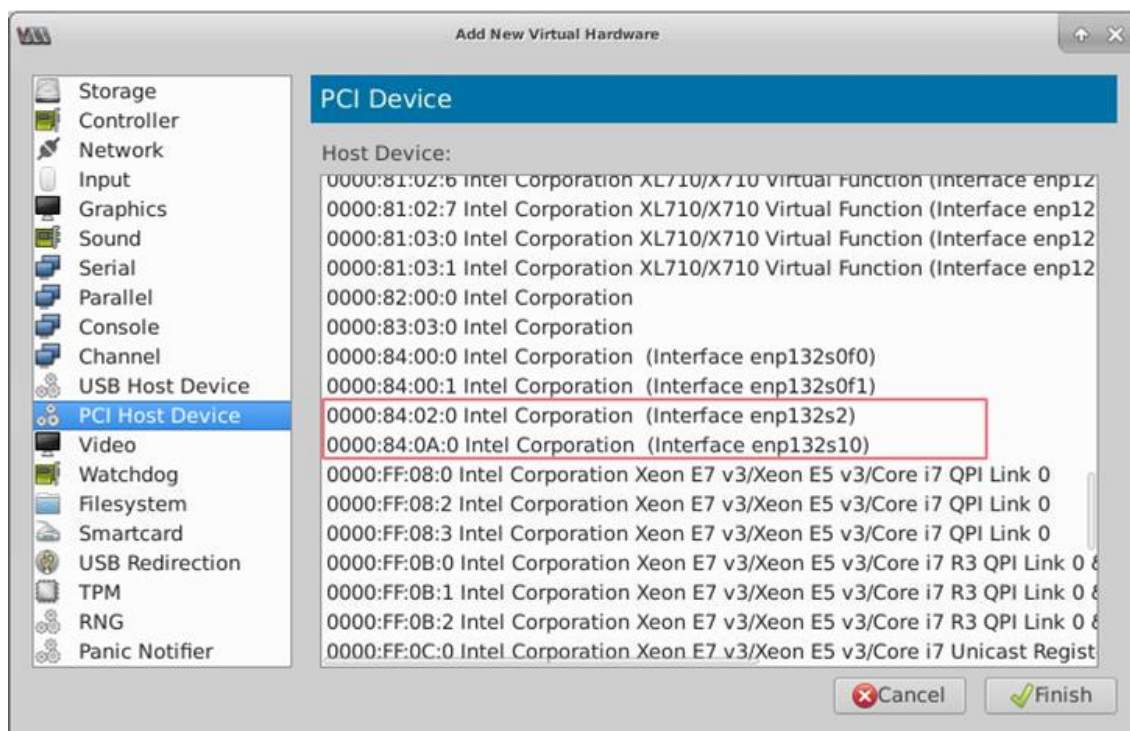 Add New Virtual Hardware
Storage
Controller
Network
Input
Graphics
Sound
Serial
Parallel
Console
Channel
USB Host Device
PCI Host Device
Video
Watchdog
Filesystem
Smartcard
USB Redirection
TPM
RNG
Panic Notifier
PCI Device
Host Device:
0000:81:02:6 Intel Corporation XL710/X710 Virtual Function (Interface enp12
0000:81:02:7 Intel Corporation XL710/X710 Virtual Function (Interface enp12
0000:81:03:0 Intel Corporation XL710/X710 Virtual Function (Interface enp12
0000:81:03:1 Intel Corporation XL710/X710 Virtual Function (Interface enp12
0000:82:00:0 Intel Corporation
0000:83:03:0 Intel Corporation
0000:84:00:0 Intel Corporation (Interface enp132s0f0)
0000:84:00:1 Intel Corporation (Interface enp132s0f1)
0000:84:02:0 Intel Corporation (Interface enp132s2)
0000:84:0A:0 Intel Corporation (Interface enp132s10)
0000:FF:08:0 Intel Corporation Xeon E7 v3/Xeon E5 v3/Core i7 QPI Link 0
0000:FF:08:2 Intel Corporation Xeon E7 v3/Xeon E5 v3/Core i7 QPI Link 0
0000:FF:08:3 Intel Corporation Xeon E7 v3/Xeon E5 v3/Core i7 QPI Link 0
0000:FF:0B:0 Intel Corporation Xeon E7 v3/Xeon E5 v3/Core i7 R3 QPI Link 0 &
0000:FF:0B:1 Intel Corporation Xeon E7 v3/Xeon E5 v3/Core i7 R3 QPI Link 0 &
0000:FF:0B:2 Intel Corporation Xeon E7 v3/Xeon E5 v3/Core i7 R3 QPI Link 0 &
0000:FF:0C:0 Intel Corporation Xeon E7 v3/Xeon E5 v3/Core i7 Unicast Regist
Cancel
Finish